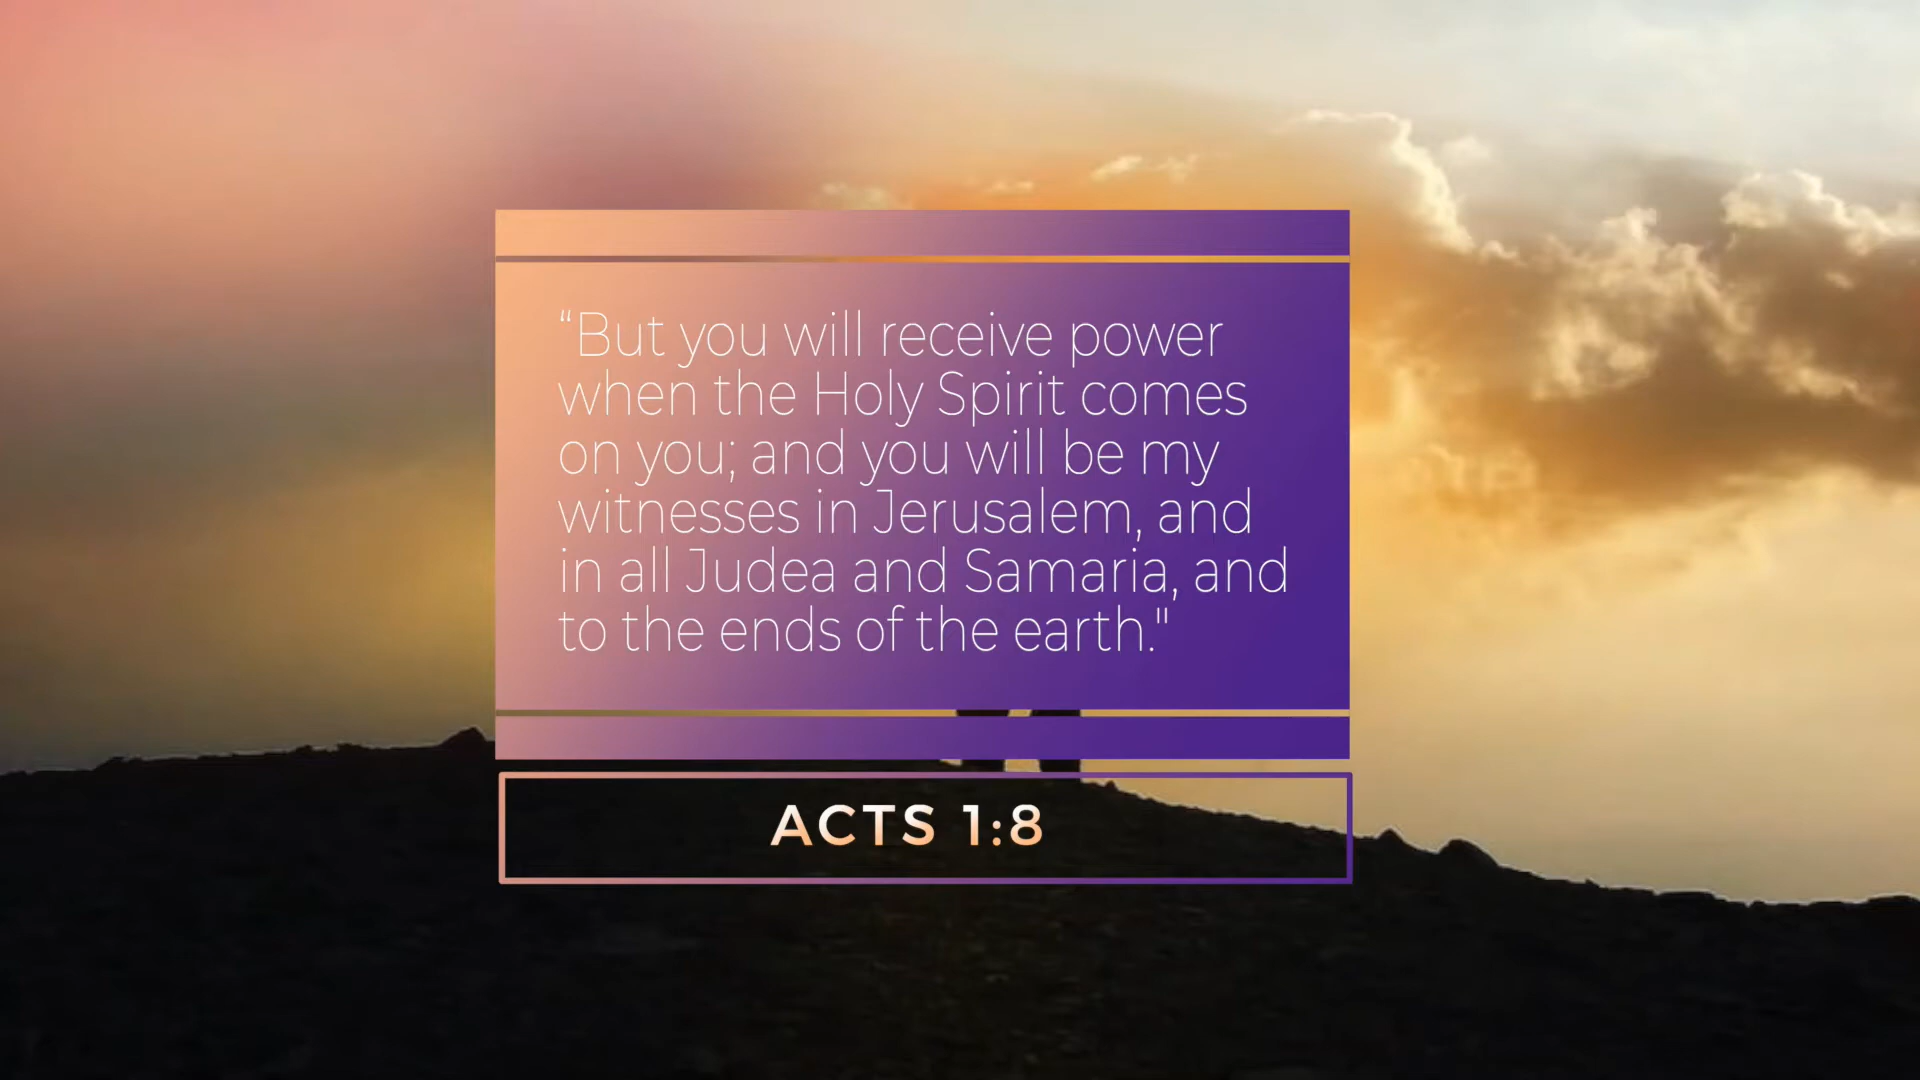 “But you will receive power
when the Holy Spirit comes
on you; and you will be my
witnesses in Jerusalem, and
in all Judea and Samaria, and
to the ends of the earth."
ACTS 1:8